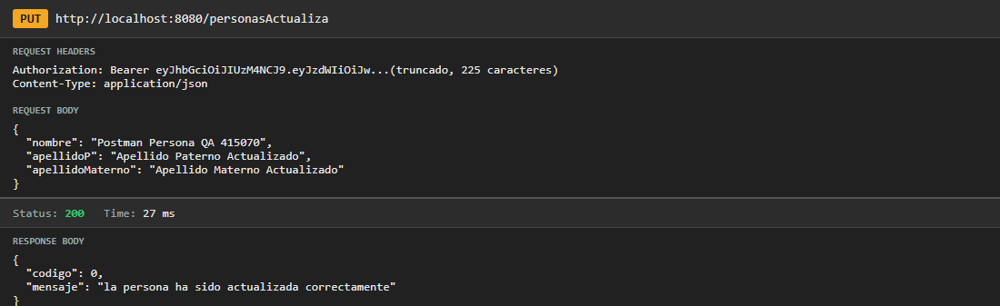 PUT http://localhost:8080/personasActualiza
REQUEST HEADERS
Authorization: Bearer eyJhbGciOiJIUzM4NCJ9.eyJzdWIiOiJw...(truncado, 225 caracteres)
Content-Type: application/json
REQUEST BODY
{
  "nombre": "Postman Persona QA 415070",
  "apellidoP": "Apellido Paterno Actualizado",
  "apellidoMaterno": "Apellido Materno Actualizado"
}
Status: 200 Time: 27 ms
RESPONSE BODY
{
  "codigo": 0,
  "mensaje": "la persona ha sido actualizada correctamente"
}